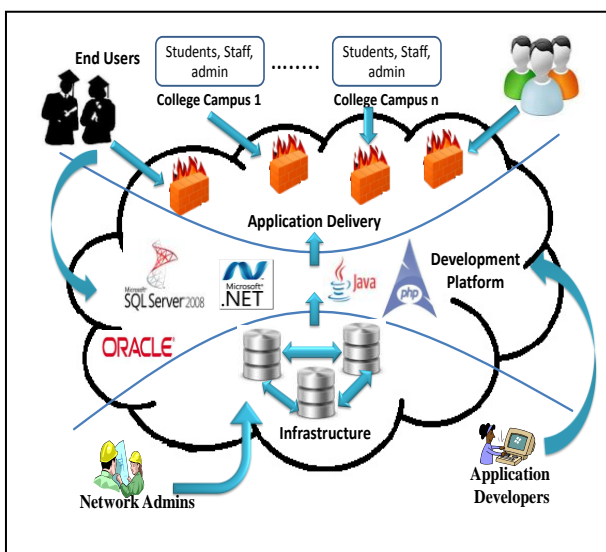 End Users
Students, Staff,
admin
........
Students, Staff,
admin
College Campus 1
College Campus n
Application Delivery
Microsoft
SQL Server 2008
Microsoft
.NET
Java
php
Development
Platform
ORACLE
Infrastructure
Network Admins
Application
Developers